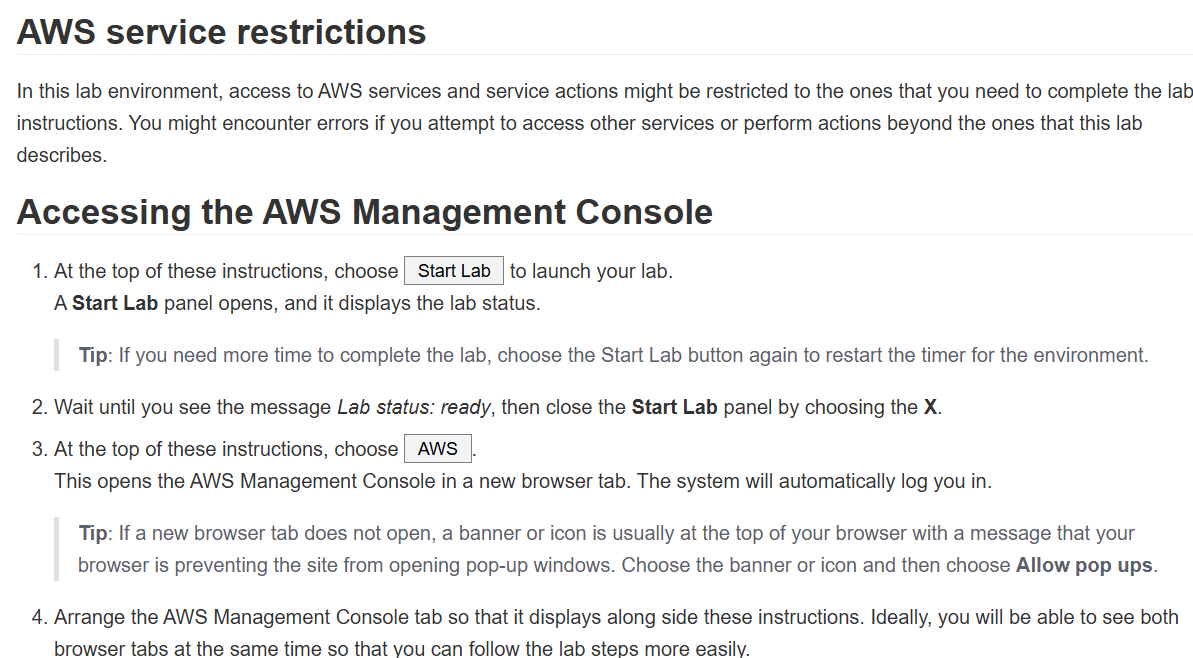 AWS service restrictions
In this lab environment, access to AWS services and service actions might be restricted to the ones that you need to complete the lab
instructions. You might encounter errors if you attempt to access other services or perform actions beyond the ones that this lab
describes.
Accessing the AWS Management Console
1. At the top of these instructions, choose Start Lab to launch your lab.
A Start Lab panel opens, and it displays the lab status.
Tip: If you need more time to complete the lab, choose the Start Lab button again to restart the timer for the environment.
2. Wait until you see the message Lab status: ready, then close the Start Lab panel by choosing the X.
3. At the top of these instructions, choose AWS.
This opens the AWS Management Console in a new browser tab. The system will automatically log you in.
Tip: If a new browser tab does not open, a banner or icon is usually at the top of your browser with a message that your
browser is preventing the site from opening pop-up windows. Choose the banner or icon and then choose Allow pop ups.
4. Arrange the AWS Management Console tab so that it displays along side these instructions. Ideally, you will be able to see both
browser tabs at the same time so that you can follow the lab steps more easily.